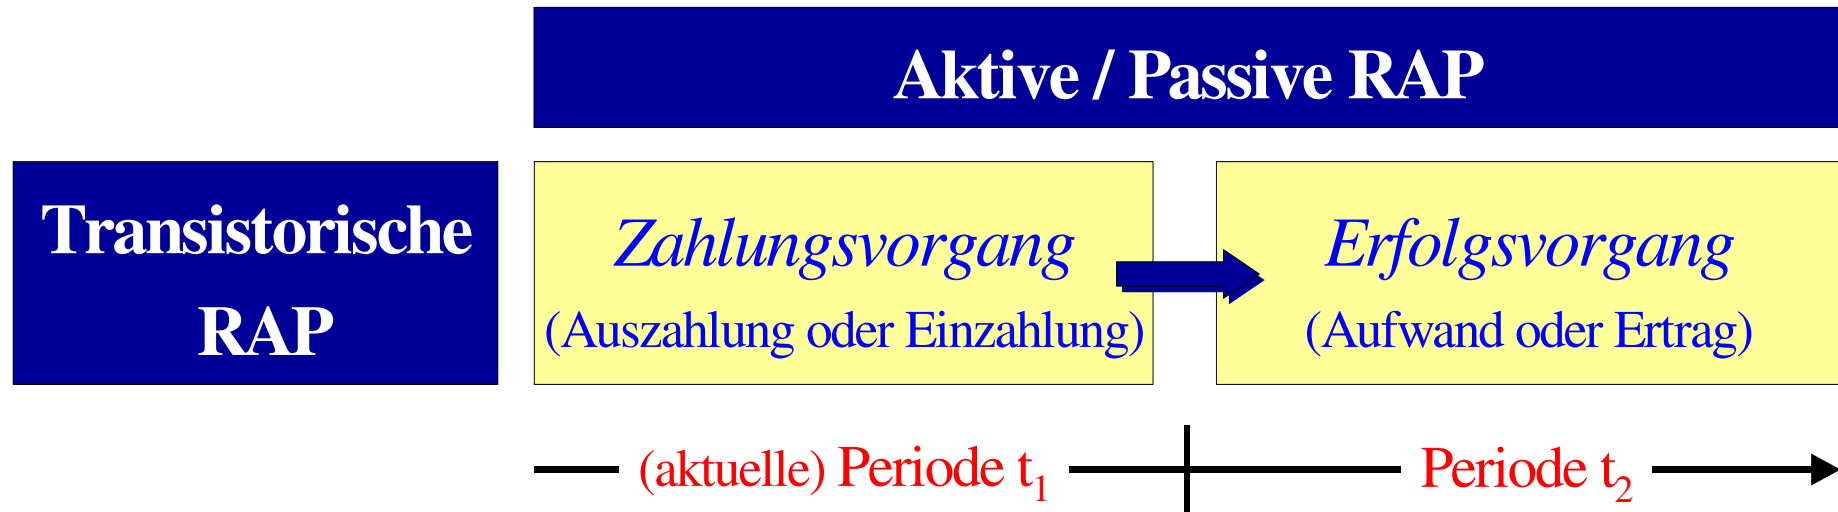 Aktive / Passive RAP
Transistorische
RAP
Zahlungsvorgang
(Auszahlung oder Einzahlung)
Erfolgsvorgang
(Aufwand oder Ertrag)
(aktuelle) Periode t1
Periode t2